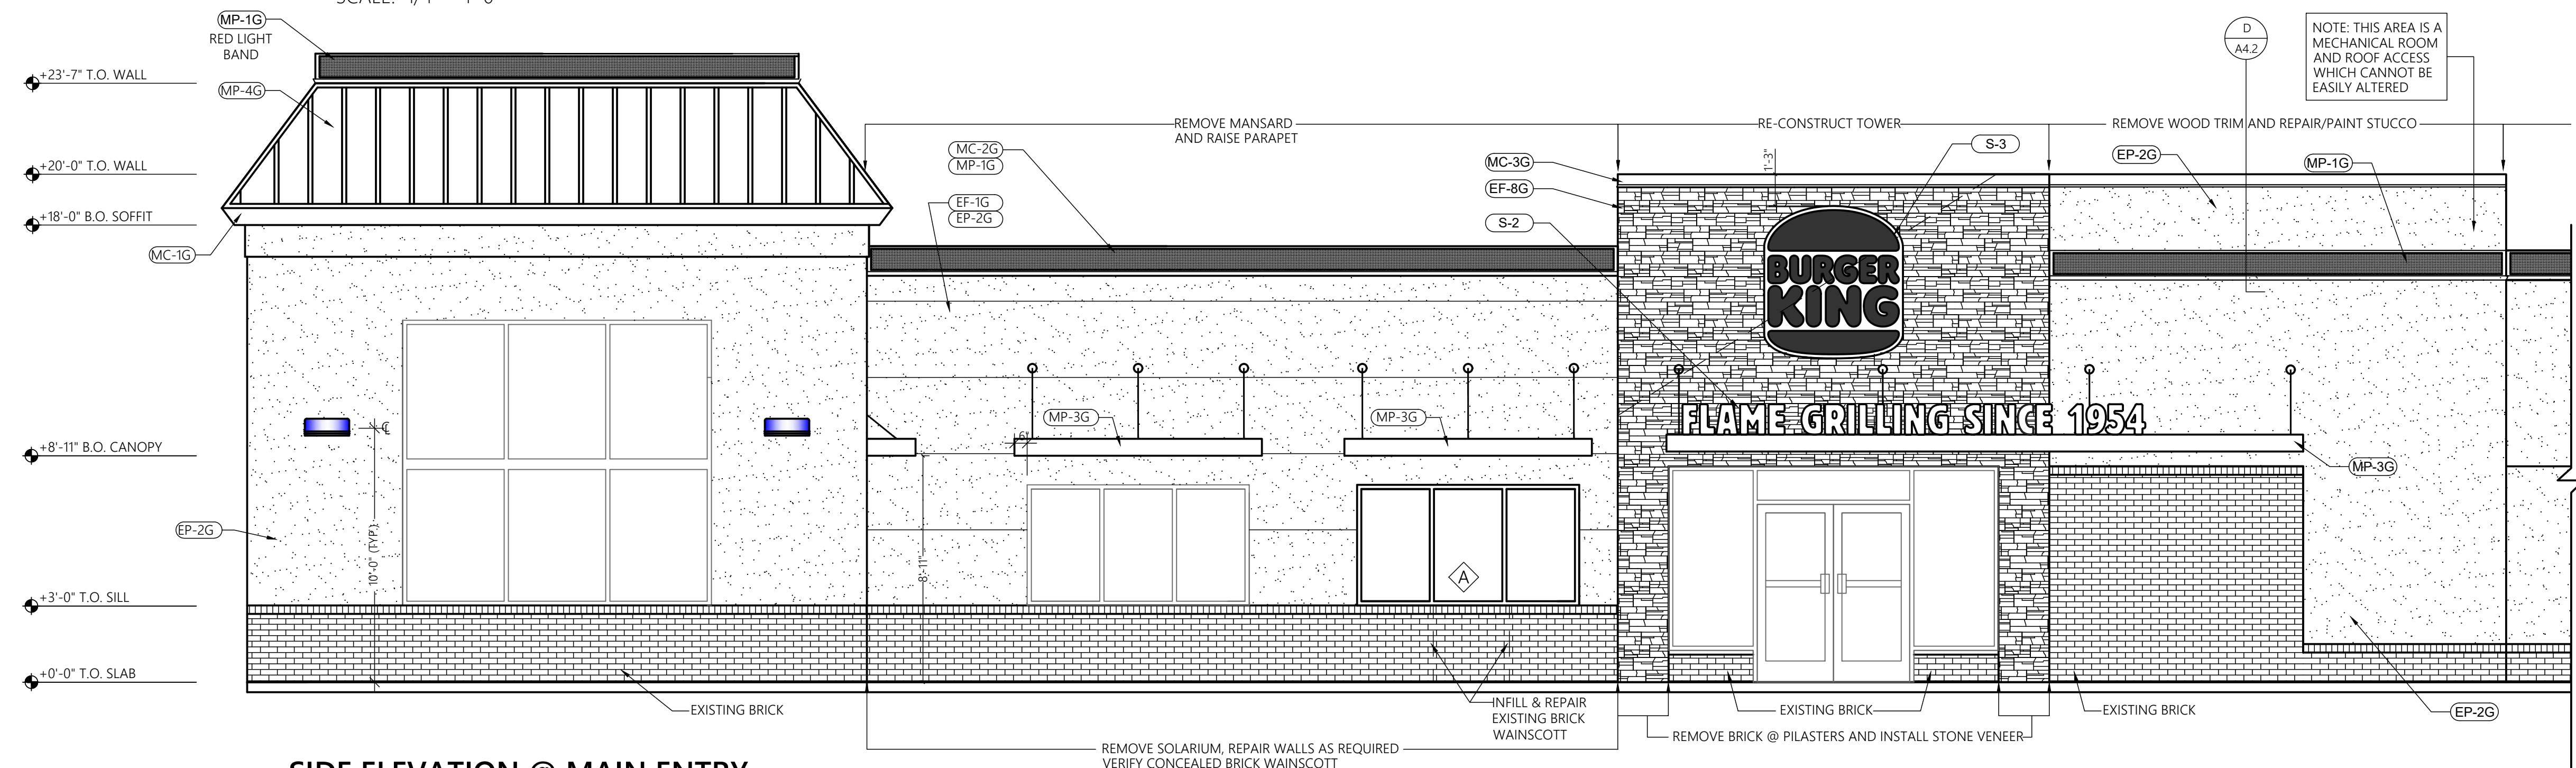 MP-1G
RED LIGHT
BAND
+23'-7" T.O. WALL
MP-4G
+20'-0" T.O. WALL
+18'-0" B.O. SOFFIT
MC-1G
+8'-11" B.O. CANOPY
EP-2G
+3'-0" T.O. SILL
+0'-0" T.O. SLAB
10'-0" (TYP.)
EXISTING BRICK
REMOVE MANSARD
AND RAISE PARAPET
MC-2G
MP-1G
EF-1G
EP-2G
MP-3G
MP-3G
6"
8'-11"
A
INFILL & REPAIR
EXISTING BRICK
WAINSCOTT
REMOVE SOLARIUM, REPAIR WALLS AS REQUIRED
VERIFY CONCEALED BRICK WAINSCOTT
RE-CONSTRUCT TOWER
MC-3G
EF-8G
S-2
1'-3"
S-3
BURGER
KING
FLAME GRILLING SINCE 1954
EXISTING BRICK
REMOVE BRICK @ PILASTERS AND INSTALL STONE VENEER
REMOVE WOOD TRIM AND REPAIR/PAINT STUCCO
D
A4.2
NOTE: THIS AREA IS A
MECHANICAL ROOM
AND ROOF ACCESS
WHICH CANNOT BE
EASILY ALTERED
EP-2G
MP-1G
MP-3G
EXISTING BRICK
EP-2G
SIDE ELEVATION @ MAIN ENTRY